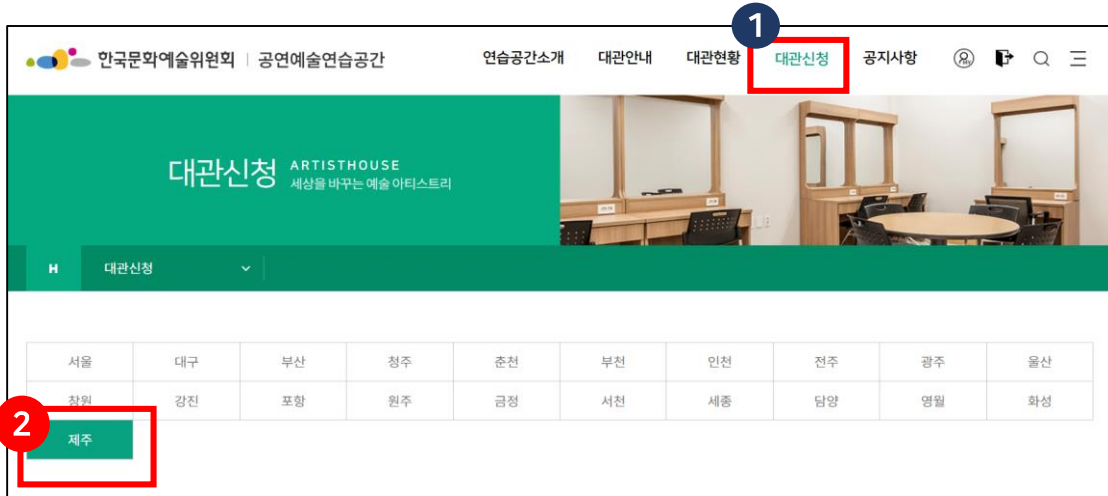 1
한국문화예술위원회 | 공연예술연습공간 연습공간소개 대관안내 대관현황 대관신청 공지사항
대관신청 ARTISTHOUSE
세상을 바꾸는 예술 아티스트리
H 대관신청
서울 대구 부산 청주 춘천 부천 인천 전주 광주 울산
창원 강진 포항 원주 금정 서천 세종 담양 영월 화성
2
제주